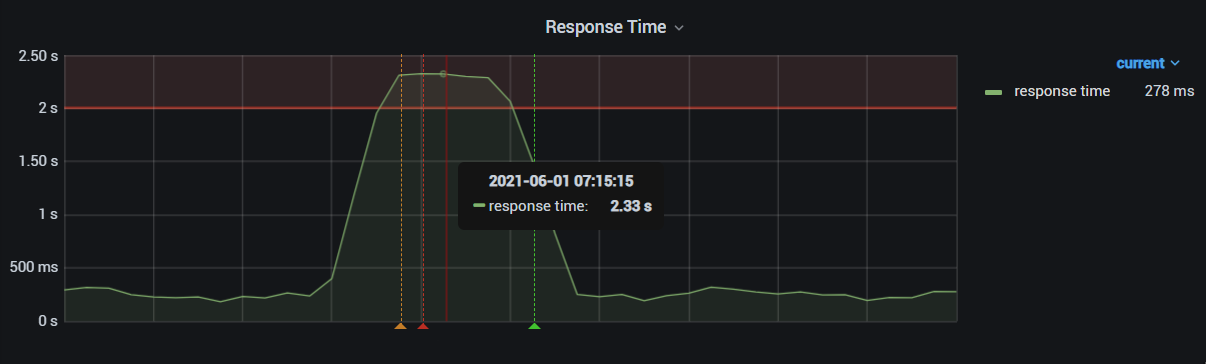 Response Time
2.50 s
current
response time 278 ms
2 s
1.50 s
2021-06-01 07:15:15
response time: 2.33 s
1 s
500 ms
0 s